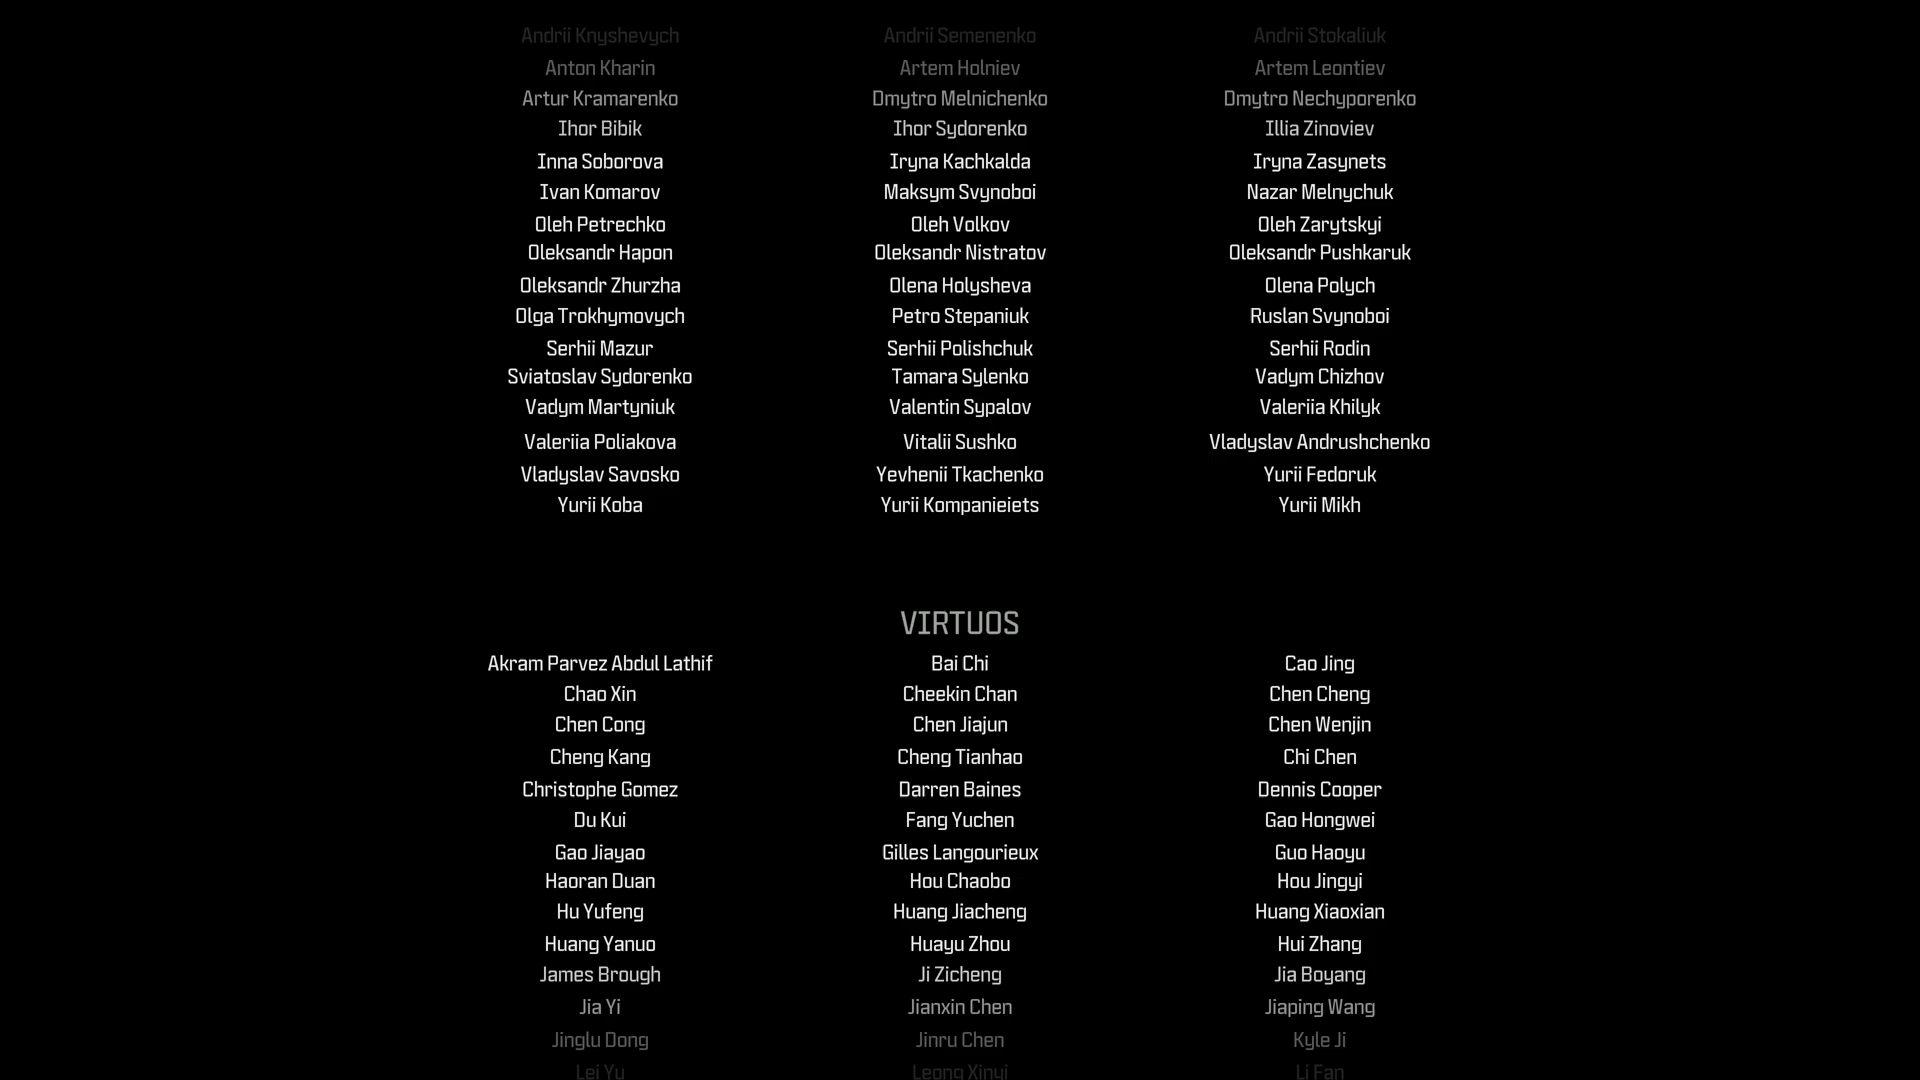 Andrii Knyshevych Andrii Semenenko Andrii Stokaliuk
Anton Kharin Artem Holniev Artem Leontiev
Artur Kramarenko Dmytro Melnichenko Dmytro Nechyporenko
Ihor Bibik Ihor Sydorenko Illia Zinoviev
Inna Soborova Iryna Kachkalda Iryna Zasynets
Ivan Komarov Maksym Svynoboi Nazar Melnychuk
Oleh Petrechko Oleh Volkov Oleh Zarytskyi
Oleksandr Hapon Oleksandr Nistratov Oleksandr Pushkaruk
Oleksandr Zhurzha Olena Holysheva Olena Polych
Olga Trokhymovych Petro Stepaniuk Ruslan Svynoboi
Serhii Mazur Serhii Polishchuk Serhii Rodin
Sviatoslav Sydorenko Tamara Sylenko Vadym Chizhov
Vadym Martyniuk Valentin Sypalov Valeriia Khilyk
Valeriia Poliakova Vitalii Sushko Vladyslav Andrushchenko
Vladyslav Savosko Yevhenii Tkachenko Yurii Fedoruk
Yurii Koba Yurii Kompanieiets Yurii Mikh
VIRTUOS
Akram Parvez Abdul Lathif Bai Chi Cao Jing
Chao Xin Cheekin Chan Chen Cheng
Chen Cong Chen Jiajun Chen Wenjin
Cheng Kang Cheng Tianhao Chi Chen
Christophe Gomez Darren Baines Dennis Cooper
Du Kui Fang Yuchen Gao Hongwei
Gao Jiayao Gilles Langourieux Guo Haoyu
Haoran Duan Hou Chaobo Hou Jingyi
Hu Yufeng Huang Jiacheng Huang Xiaoxian
Huang Yanuo Huayu Zhou Hui Zhang
James Brough Ji Zicheng Jia Boyang
Jia Yi Jianxin Chen Jiaping Wang
Jinglu Dong Jinru Chen Kyle Ji
Lei Yu Leong Xinyi Li Fan